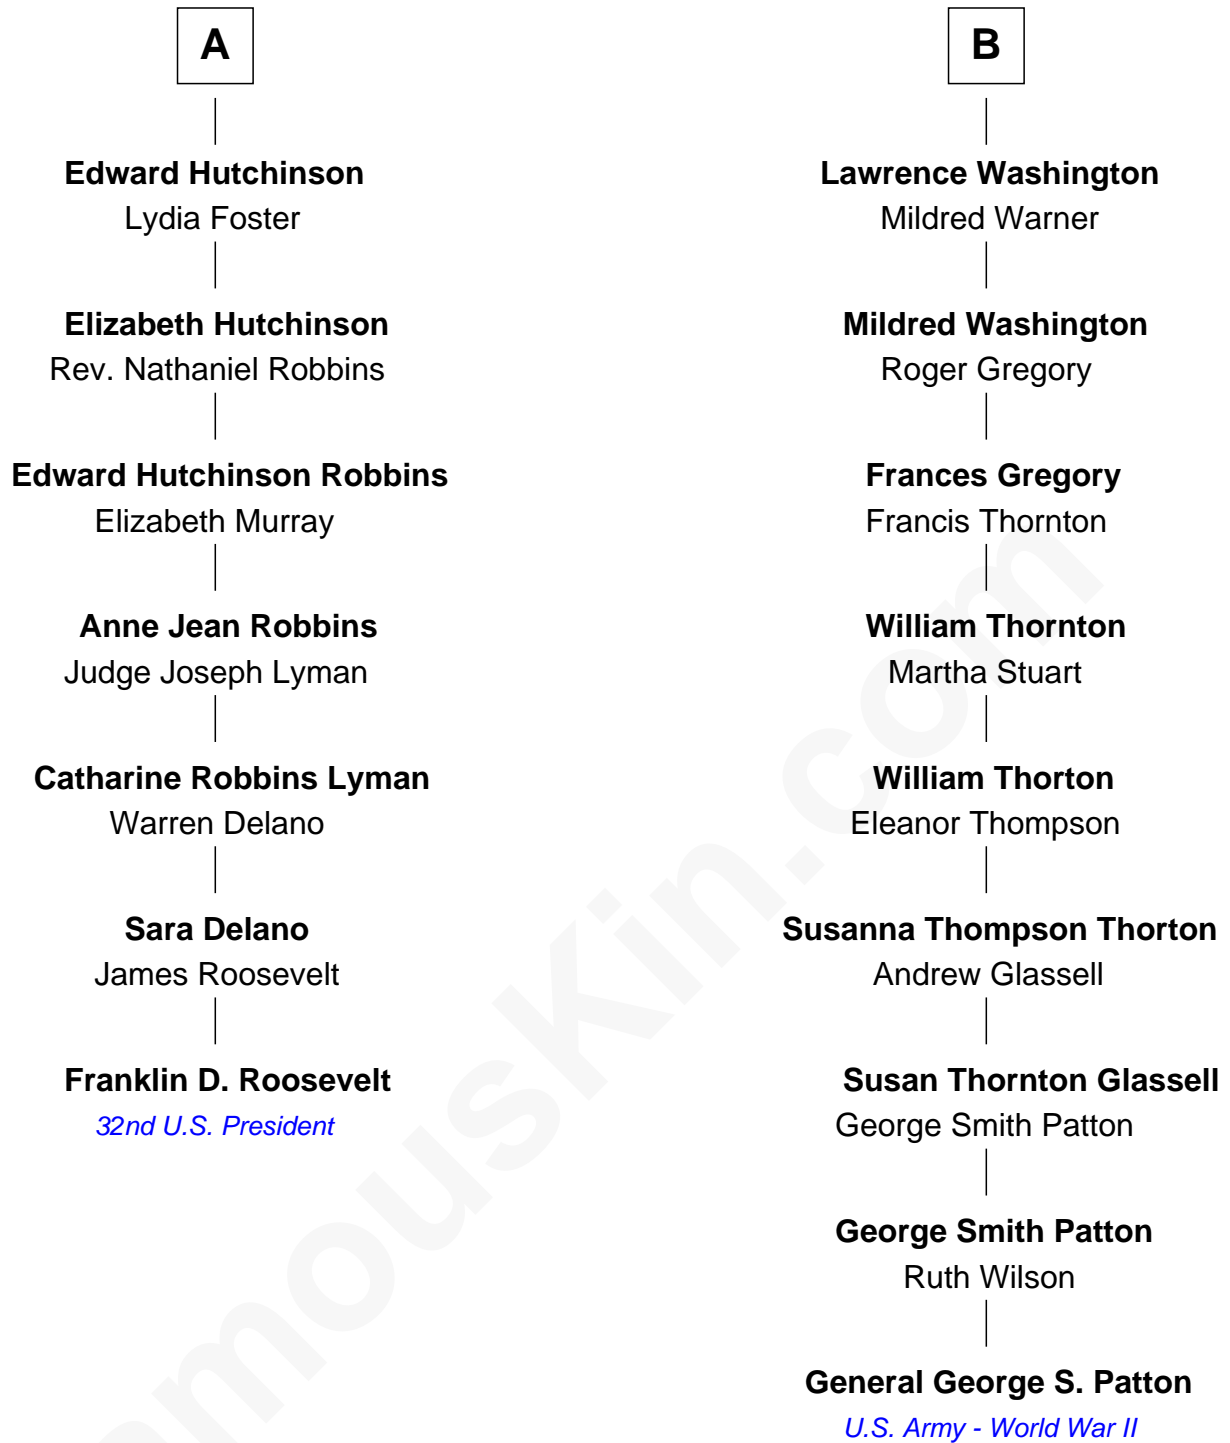 A
Edward Hutchinson
Lydia Foster
Elizabeth Hutchinson
Rev. Nathaniel Robbins
Edward Hutchinson Robbins
Elizabeth Murray
Anne Jean Robbins
Judge Joseph Lyman
Catharine Robbins Lyman
Warren Delano
Sara Delano
James Roosevelt
Franklin D. Roosevelt
32nd U.S. President
B
Lawrence Washington
Mildred Warner
Mildred Washington
Roger Gregory
Frances Gregory
Francis Thornton
William Thornton
Martha Stuart
William Thorton
Eleanor Thompson
Susanna Thompson Thorton
Andrew Glassell
Susan Thornton Glassell
George Smith Patton
George Smith Patton
Ruth Wilson
General George S. Patton
U.S. Army - World War II
amouskin.com